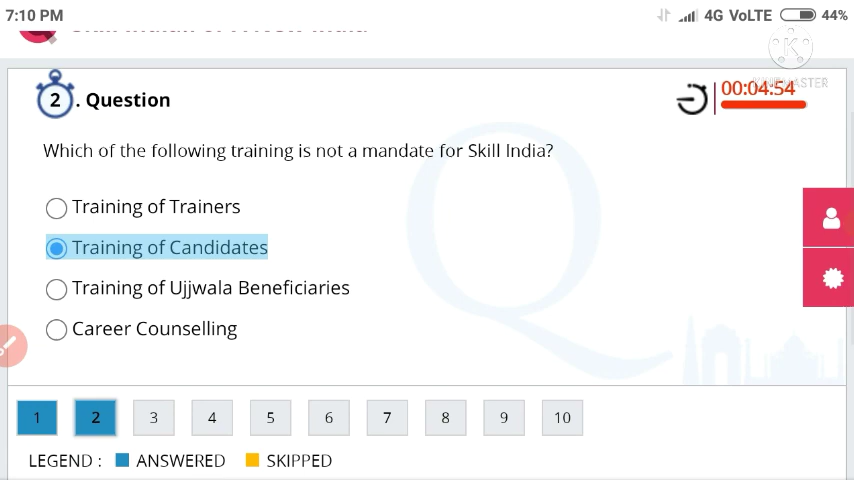 7:10 PM
4G VoLTE 44%
2 . Question
00:04:54
Which of the following training is not a mandate for Skill India?
Training of Trainers
Training of Candidates
Training of Ujjwala Beneficiaries
Career Counselling
1 2 3 4 5 6 7 8 9 10
LEGEND : ANSWERED SKIPPED